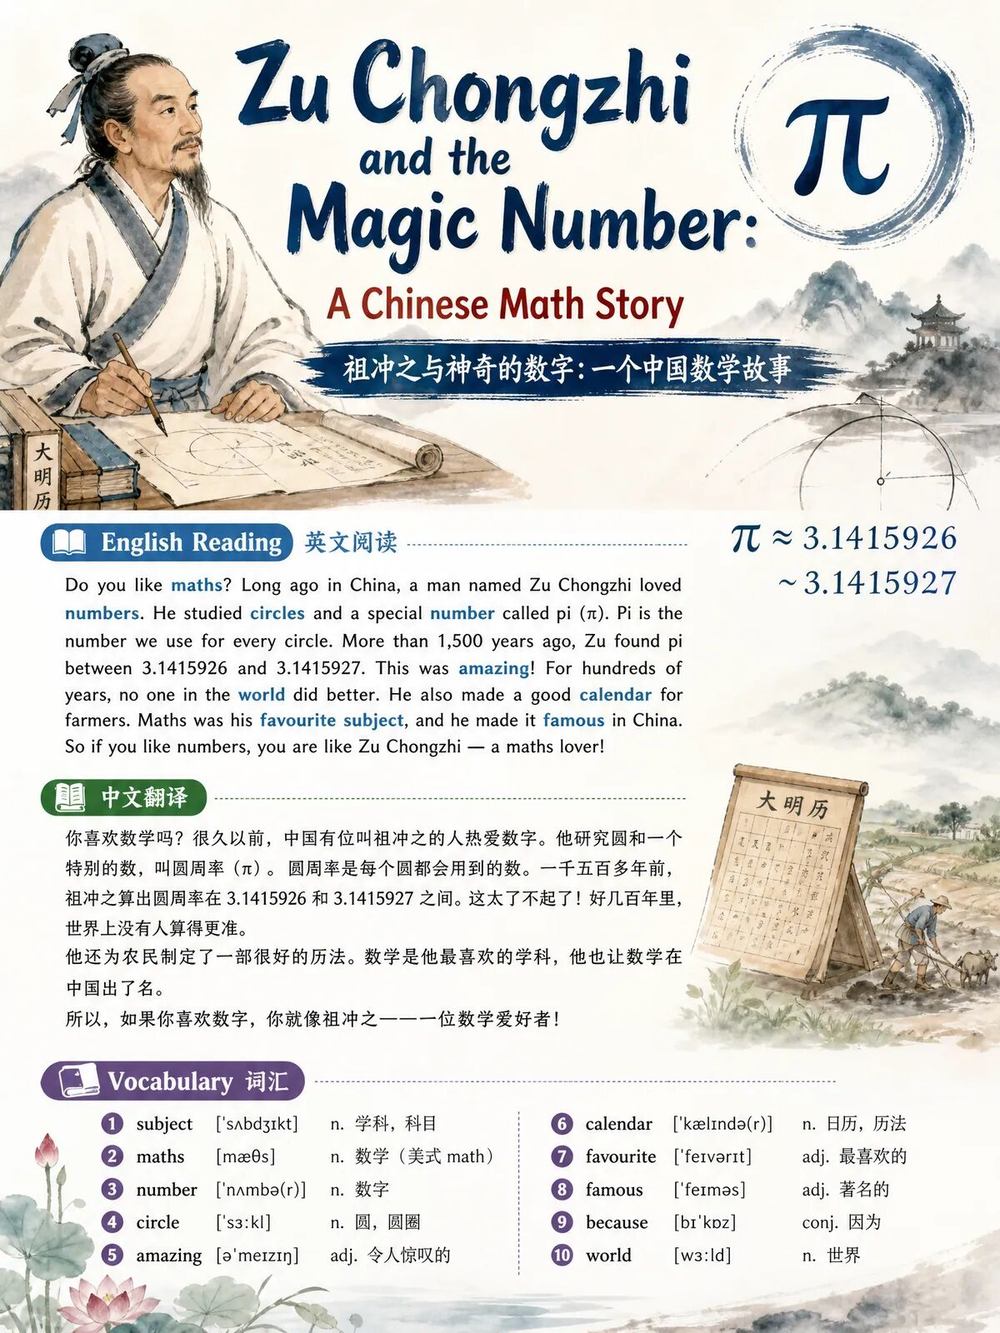 Zu Chongzhi
and the
Magic Number:
A Chinese Math Story
祖冲之与神奇的数字：一个中国数学故事
π
大明历
English Reading 英文阅读
π ≈ 3.1415926
~ 3.1415927
Do you like maths? Long ago in China, a man named Zu Chongzhi loved
numbers. He studied circles and a special number called pi (π). Pi is the
number we use for every circle. More than 1,500 years ago, Zu found pi
between 3.1415926 and 3.1415927. This was amazing! For hundreds of
years, no one in the world did better. He also made a good calendar for
farmers. Maths was his favourite subject, and he made it famous in China.
So if you like numbers, you are like Zu Chongzhi — a maths lover!
中文翻译
你喜欢数学吗？很久以前，中国有位叫祖冲之的人热爱数字。他研究圆和一个
特别的数，叫圆周率（π）。圆周率是每个圆都会用到的数。一千五百多年前，
祖冲之算出圆周率在 3.1415926 和 3.1415927 之间。这太了不起了！好几百年里，
世界上没有人算得更准。
他还为农民制定了一部很好的历法。数学是他最喜欢的学科，他也让数学在
中国出了名。
所以，如果你喜欢数字，你就像祖冲之——一位数学爱好者！
大明历
Vocabulary 词汇
1 subject [ˈsʌbdʒɪkt] n. 学科，科目
2 maths [mæθs] n. 数学（美式 math）
3 number [ˈnʌmbə(r)] n. 数字
4 circle [ˈsɜːkl] n. 圆，圆圈
5 amazing [əˈmeɪzɪŋ] adj. 令人惊叹的
6 calendar [ˈkælɪndə(r)] n. 日历，历法
7 favourite [ˈfeɪvərɪt] adj. 最喜欢的
8 famous [ˈfeɪməs] adj. 著名的
9 because [bɪˈkɒz] conj. 因为
10 world [wɜːld] n. 世界